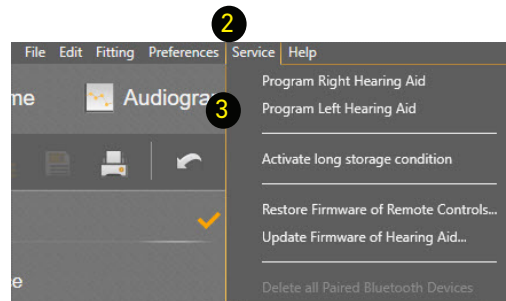 2
File Edit Fitting Preferences Service Help
me Audiogra
3
Program Right Hearing Aid
Program Left Hearing Aid
Activate long storage condition
Restore Firmware of Remote Controls...
Update Firmware of Hearing Aid...
Delete all Paired Bluetooth Devices
ce